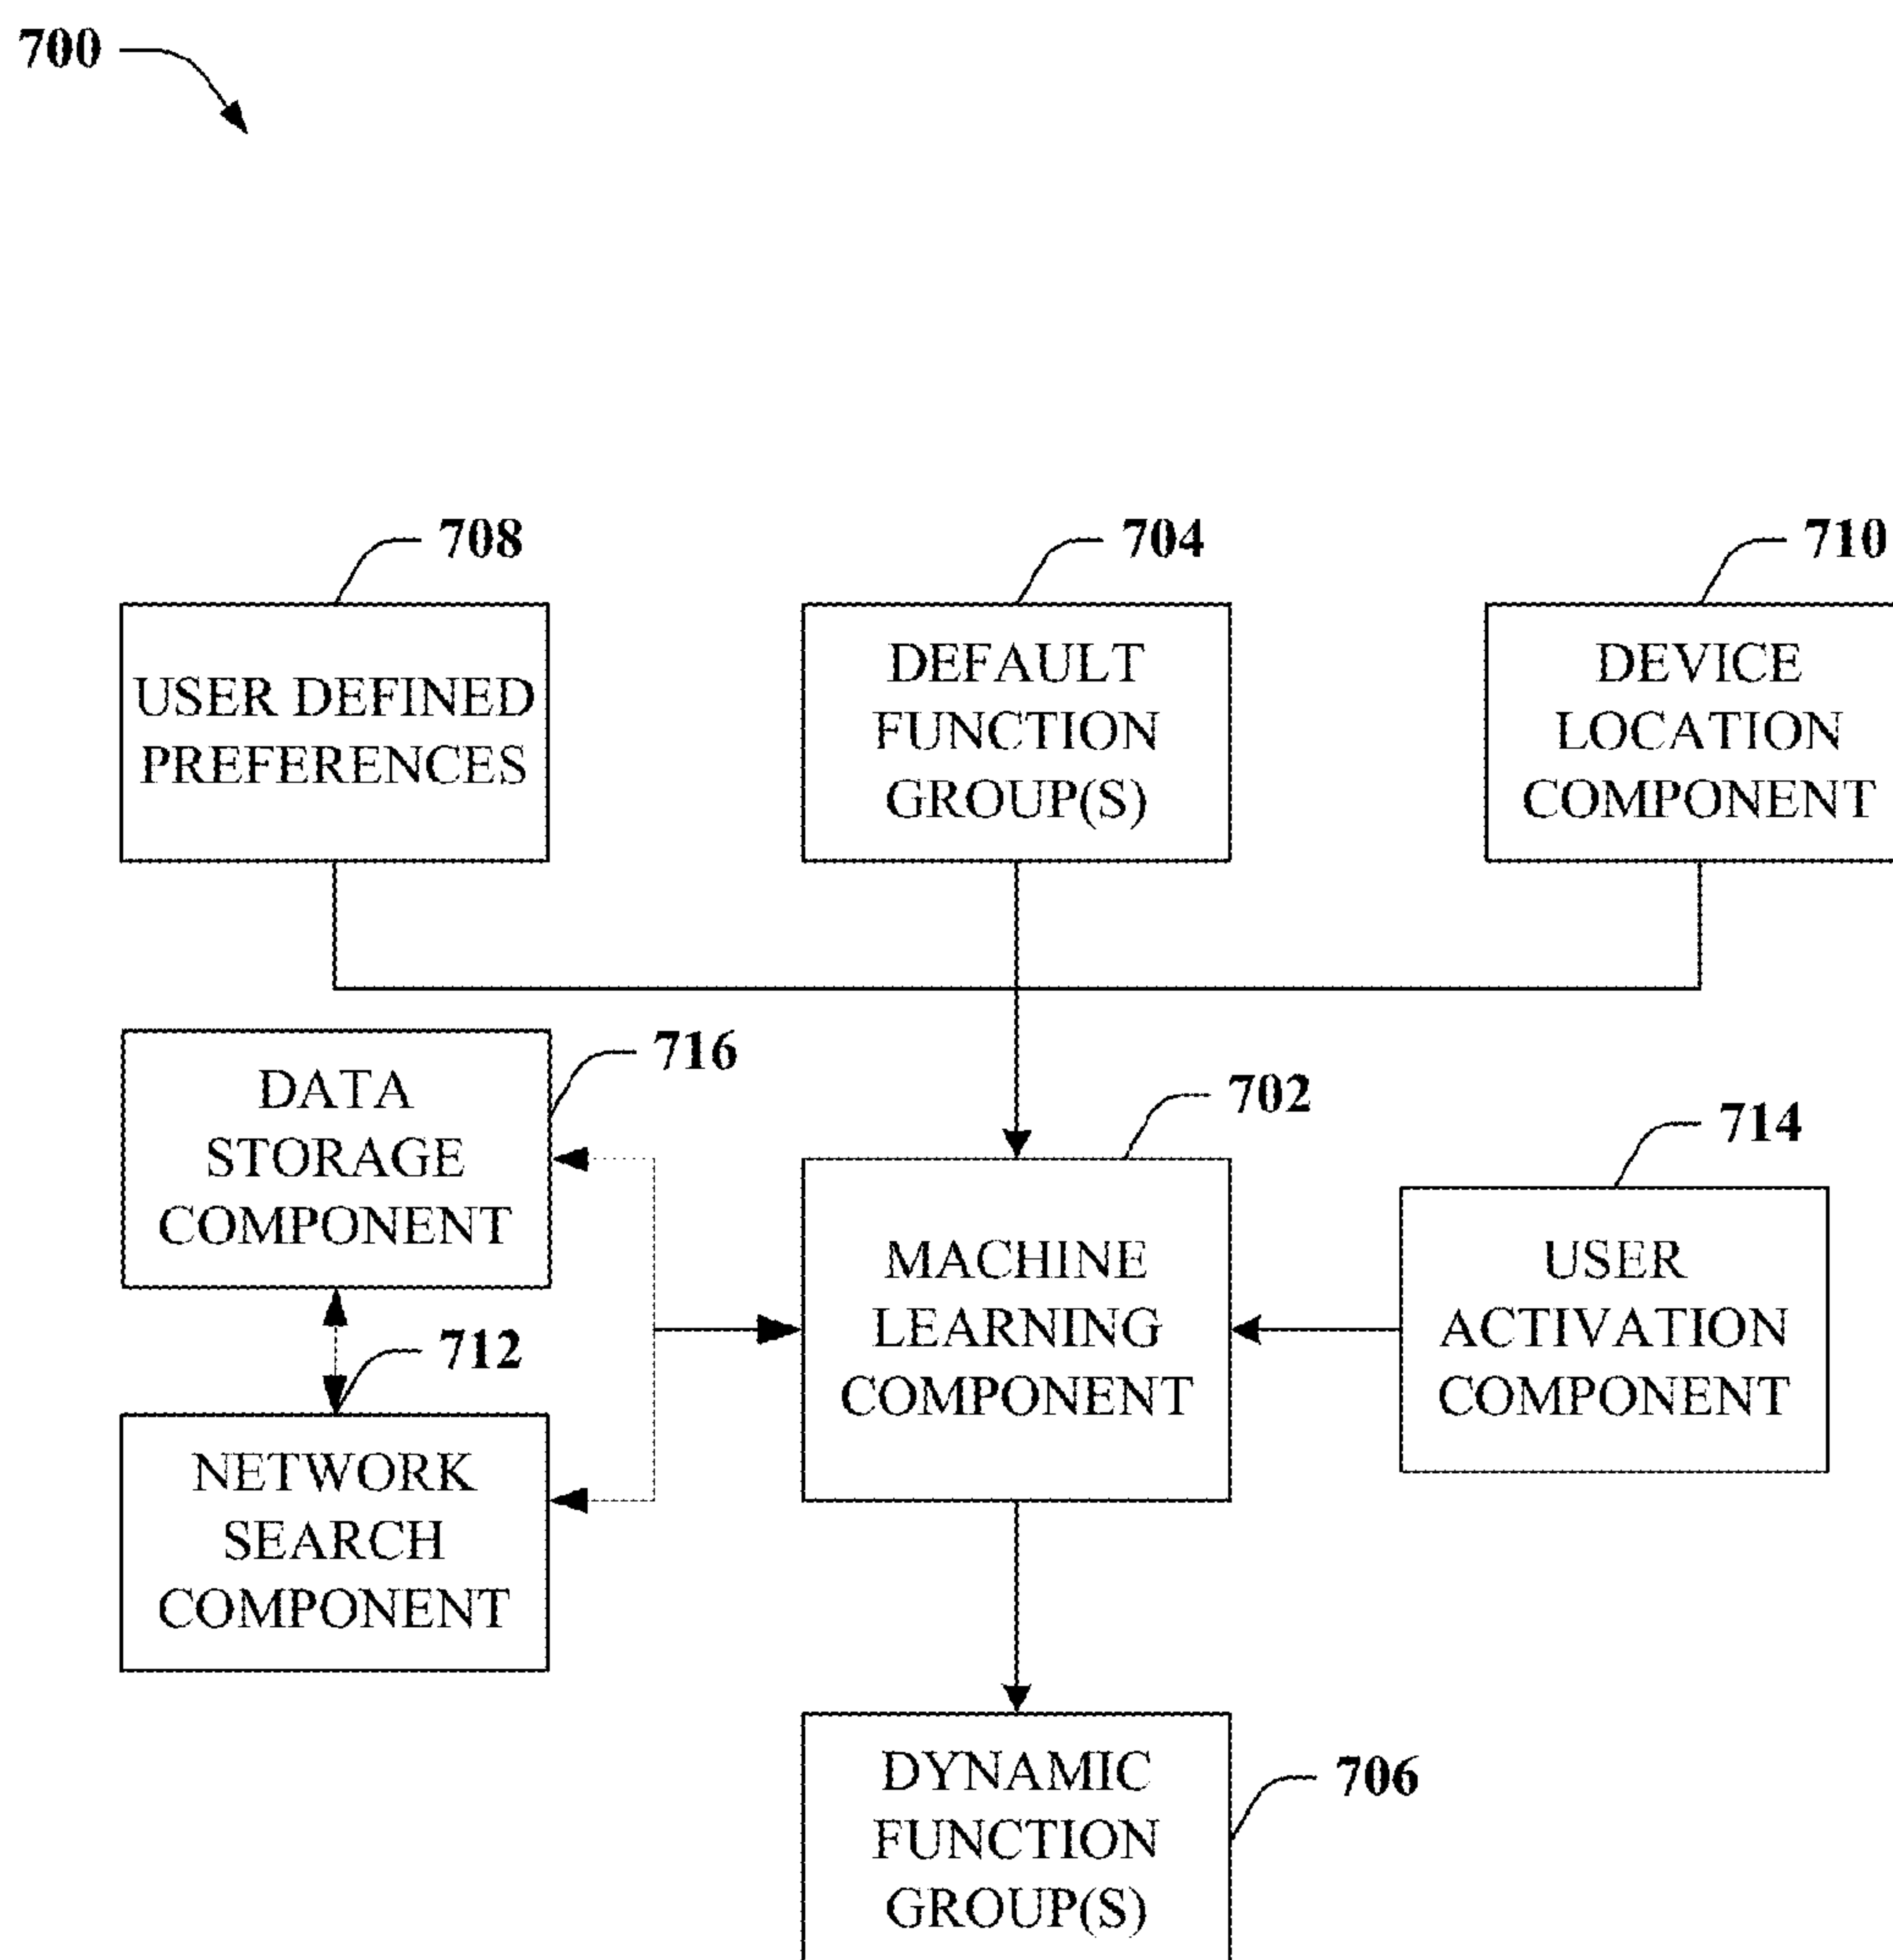 700
708
704
710
USER DEFINED
PREFERENCES
DEFAULT
FUNCTION
GROUP(S)
DEVICE
LOCATION
COMPONENT
716
702
714
DATA
STORAGE
COMPONENT
MACHINE
LEARNING
COMPONENT
USER
ACTIVATION
COMPONENT
712
NETWORK
SEARCH
COMPONENT
706
DYNAMIC
FUNCTION
GROUP(S)